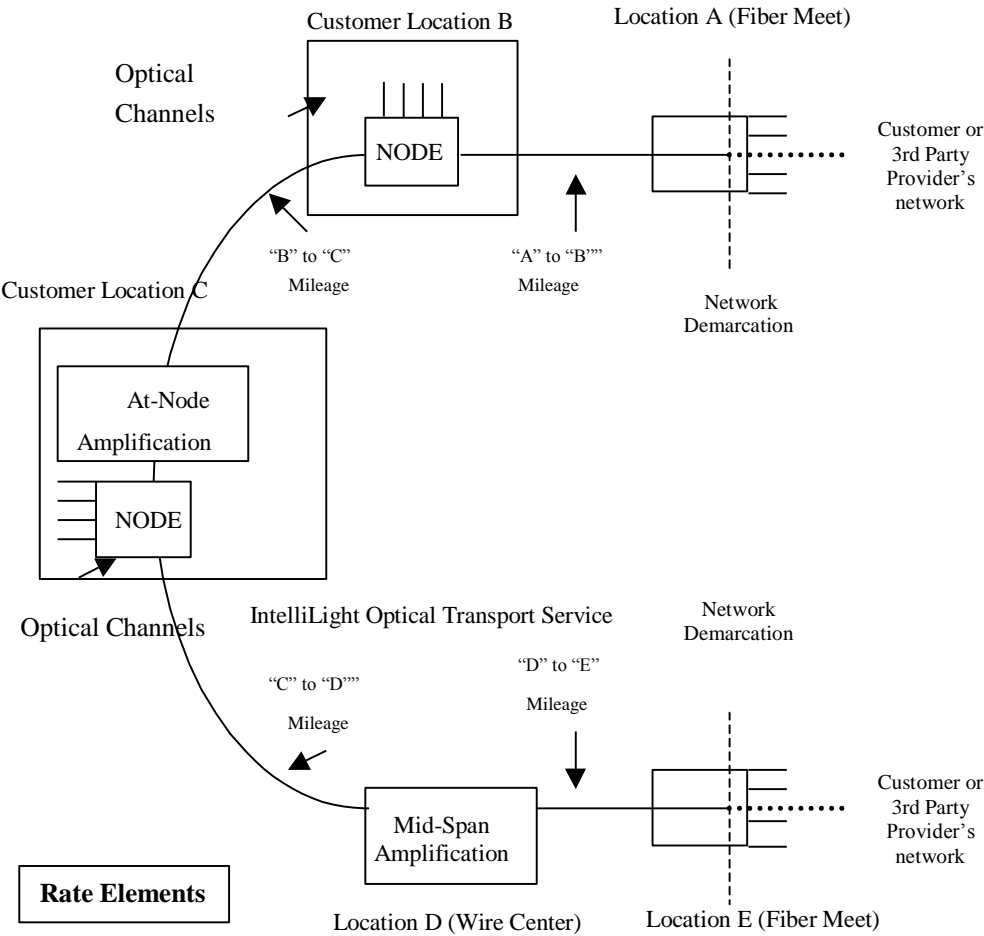 Customer Location B
Location A (Fiber Meet)
Optical
Channels
NODE
Customer or
3rd Party
Provider’s
network
“B” to “C”
Mileage
“A” to “B””
Mileage
Customer Location C
Network
Demarcation
At-Node
Amplification
NODE
Optical Channels
IntelliLight Optical Transport Service
Network
Demarcation
“C” to “D””
Mileage
“D” to “E”
Mileage
Mid-Span
Amplification
Customer or
3rd Party
Provider’s
network
Rate Elements
Location D (Wire Center)
Location E (Fiber Meet)